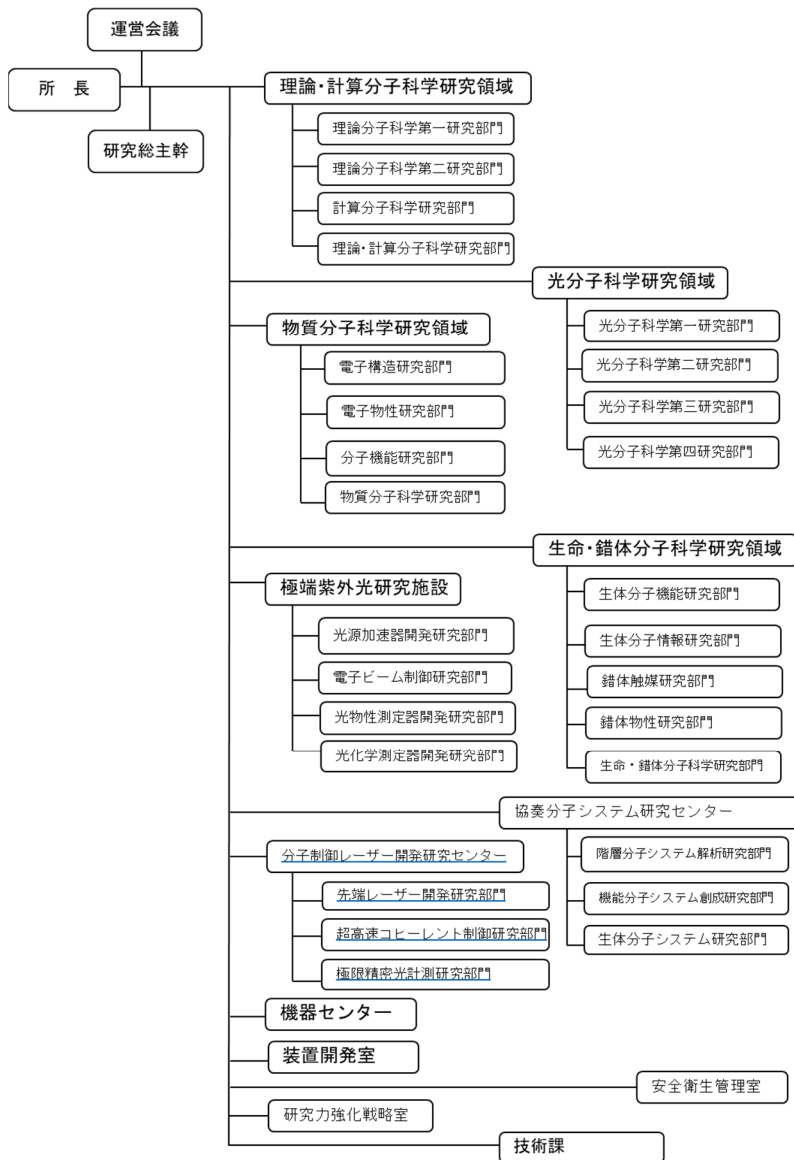 運営会議
所　長
研究総主幹
理論・計算分子科学研究領域
理論分子科学第一研究部門
理論分子科学第二研究部門
計算分子科学研究部門
理論・計算分子科学研究部門
光分子科学研究領域
光分子科学第一研究部門
光分子科学第二研究部門
光分子科学第三研究部門
光分子科学第四研究部門
物質分子科学研究領域
電子構造研究部門
電子物性研究部門
分子機能研究部門
物質分子科学研究部門
生命・錯体分子科学研究領域
生体分子機能研究部門
生体分子情報研究部門
錯体触媒研究部門
錯体物性研究部門
生命・錯体分子科学研究部門
極端紫外光研究施設
光源加速器開発研究部門
電子ビーム制御研究部門
光物性測定器開発研究部門
光化学測定器開発研究部門
協奏分子システム研究センター
階層分子システム解析研究部門
機能分子システム創成研究部門
生体分子システム研究部門
分子制御レーザー開発研究センター
先端レーザー開発研究部門
超高速コヒーレント制御研究部門
極限精密光計測研究部門
機器センター
装置開発室
安全衛生管理室
研究力強化戦略室
技術課